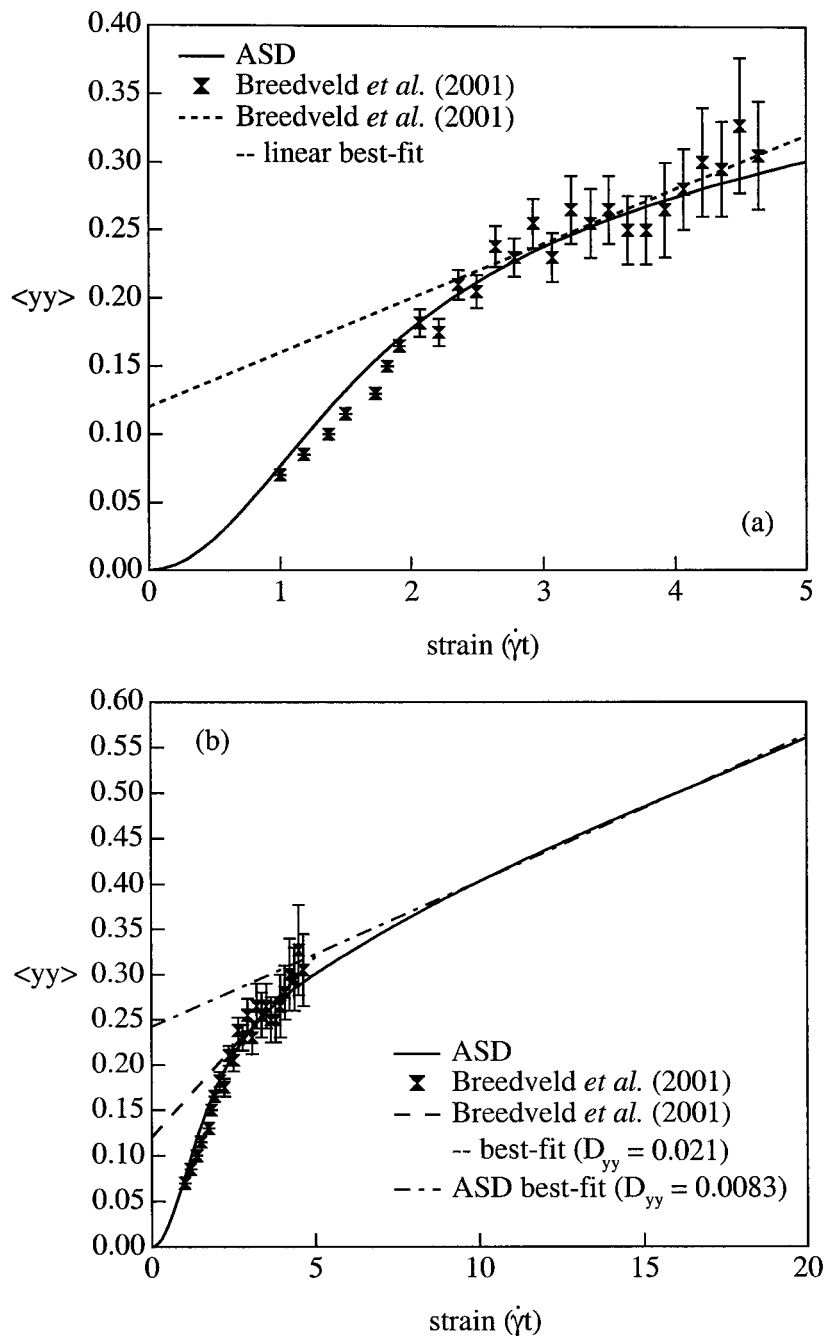 0.40
0.35
0.30
0.25
0.20
0.15
0.10
0.05
0.00
<yy>
ASD
Breedveld et al. (2001)
Breedveld et al. (2001)
-- linear best-fit
(a)
0 1 2 3 4 5
strain (γ̇t)
0.60
0.55
0.50
0.45
0.40
0.35
0.30
0.25
0.20
0.15
0.10
0.05
0.00
<yy>
(b)
ASD
Breedveld et al. (2001)
Breedveld et al. (2001)
-- best-fit (D_yy = 0.021)
ASD best-fit (D_yy = 0.0083)
0 5 10 15 20
strain (γ̇t)